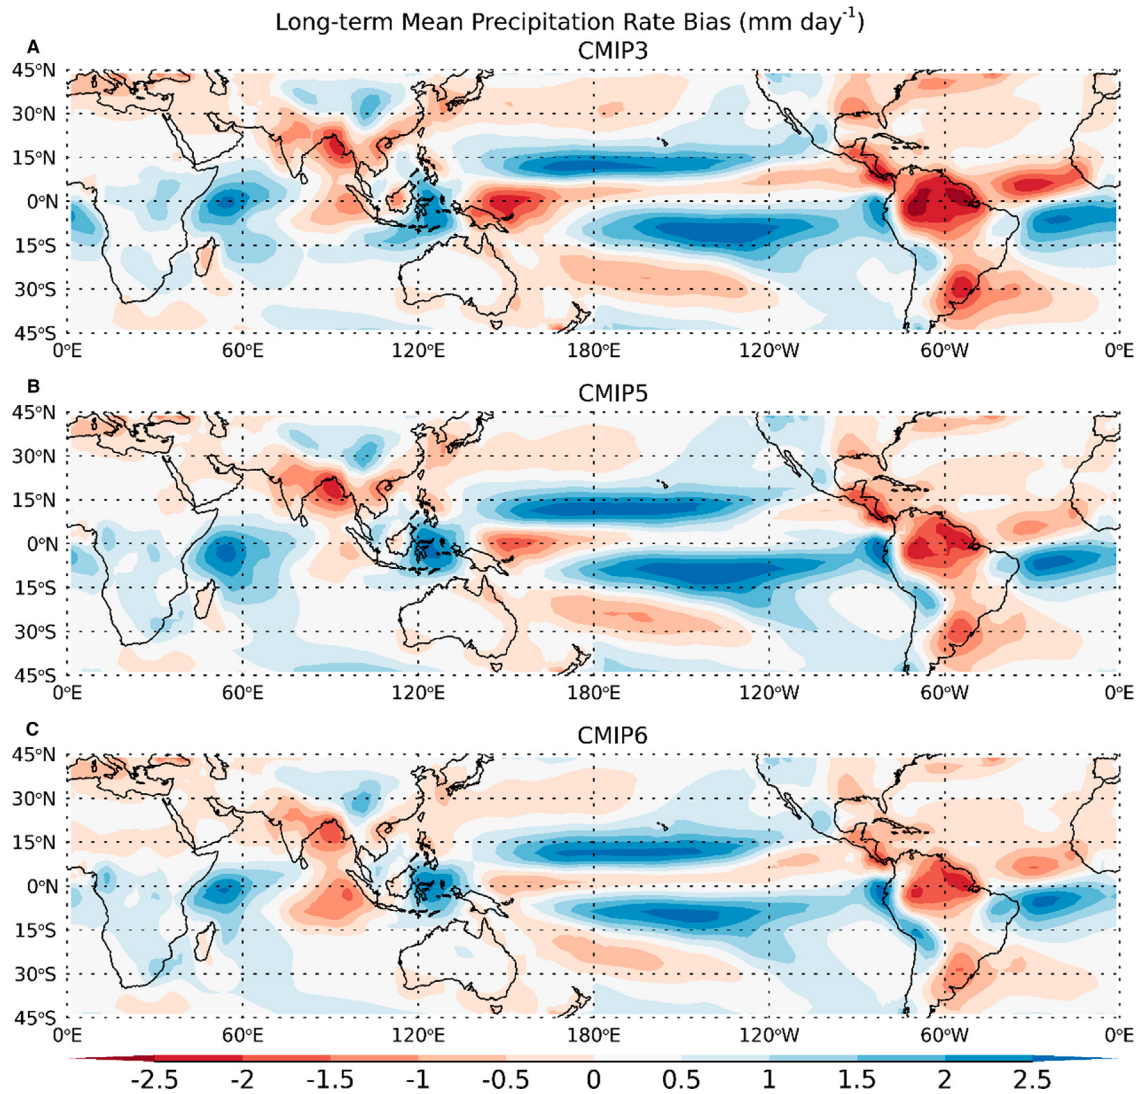 Long-term Mean Precipitation Rate Bias (mm day⁻¹)
A
CMIP3
45°N
30°N
15°N
0°N
15°S
30°S
45°S
0°E 60°E 120°E 180°E 120°W 60°W 0°E
B
CMIP5
45°N
30°N
15°N
0°N
15°S
30°S
45°S
0°E 60°E 120°E 180°E 120°W 60°W 0°E
C
CMIP6
45°N
30°N
15°N
0°N
15°S
30°S
45°S
0°E 60°E 120°E 180°E 120°W 60°W 0°E
-2.5 -2 -1.5 -1 -0.5 0 0.5 1 1.5 2 2.5